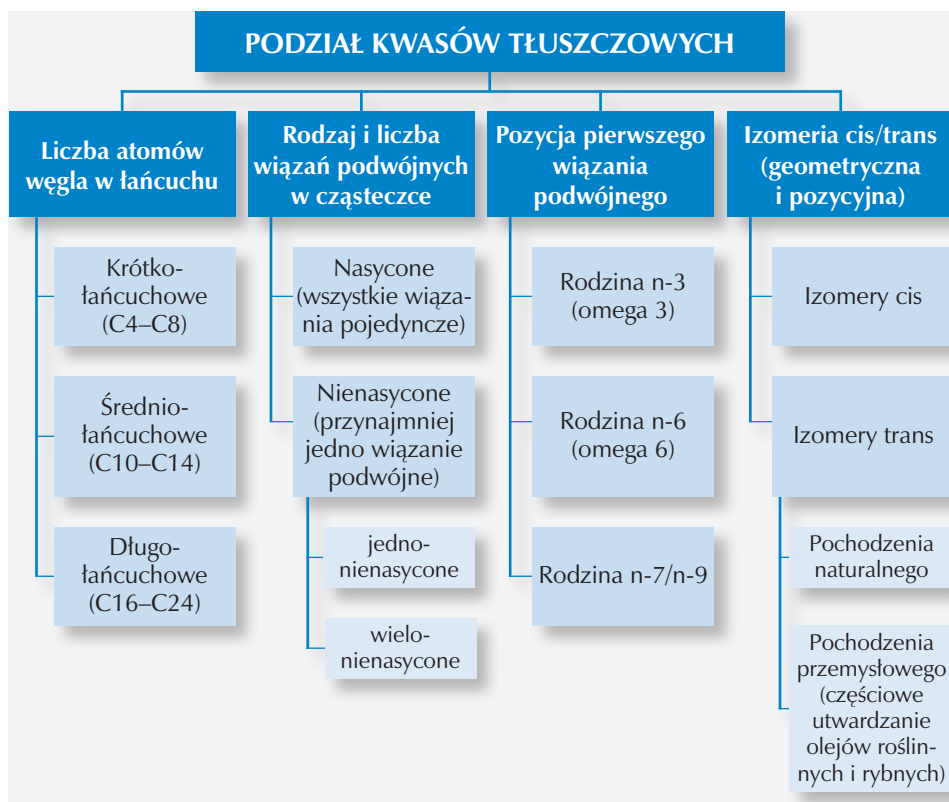 PODZIAŁ KWASÓW TŁUSZCZOWYCH
Liczba atomów
węgla w łańcuchu
Krótko-
łańcuchowe
(C4–C8)
Średnio-
łańcuchowe
(C10–C14)
Długo-
łańcuchowe
(C16–C24)
Rodzaj i liczba
wiązań podwójnych
w cząsteczce
Nasycone
(wszystkie wiąza-
nia pojedyncze)
Nienasycone
(przynajmniej
jedno wiązanie
podwójne)
jedno-
nienasycone
wielo-
nienasycone
Pozycja pierwszego
wiązania
podwójnego
Rodzina n-3
(omega 3)
Rodzina n-6
(omega 6)
Rodzina n-7/n-9
Izomeria cis/trans
(geometryczna
i pozycyjna)
Izomery cis
Izomery trans
Pochodzenia
naturalnego
Pochodzenia
przemysłowego
(częściowe
utwardzanie
olejów roślin-
nych i rybnych)